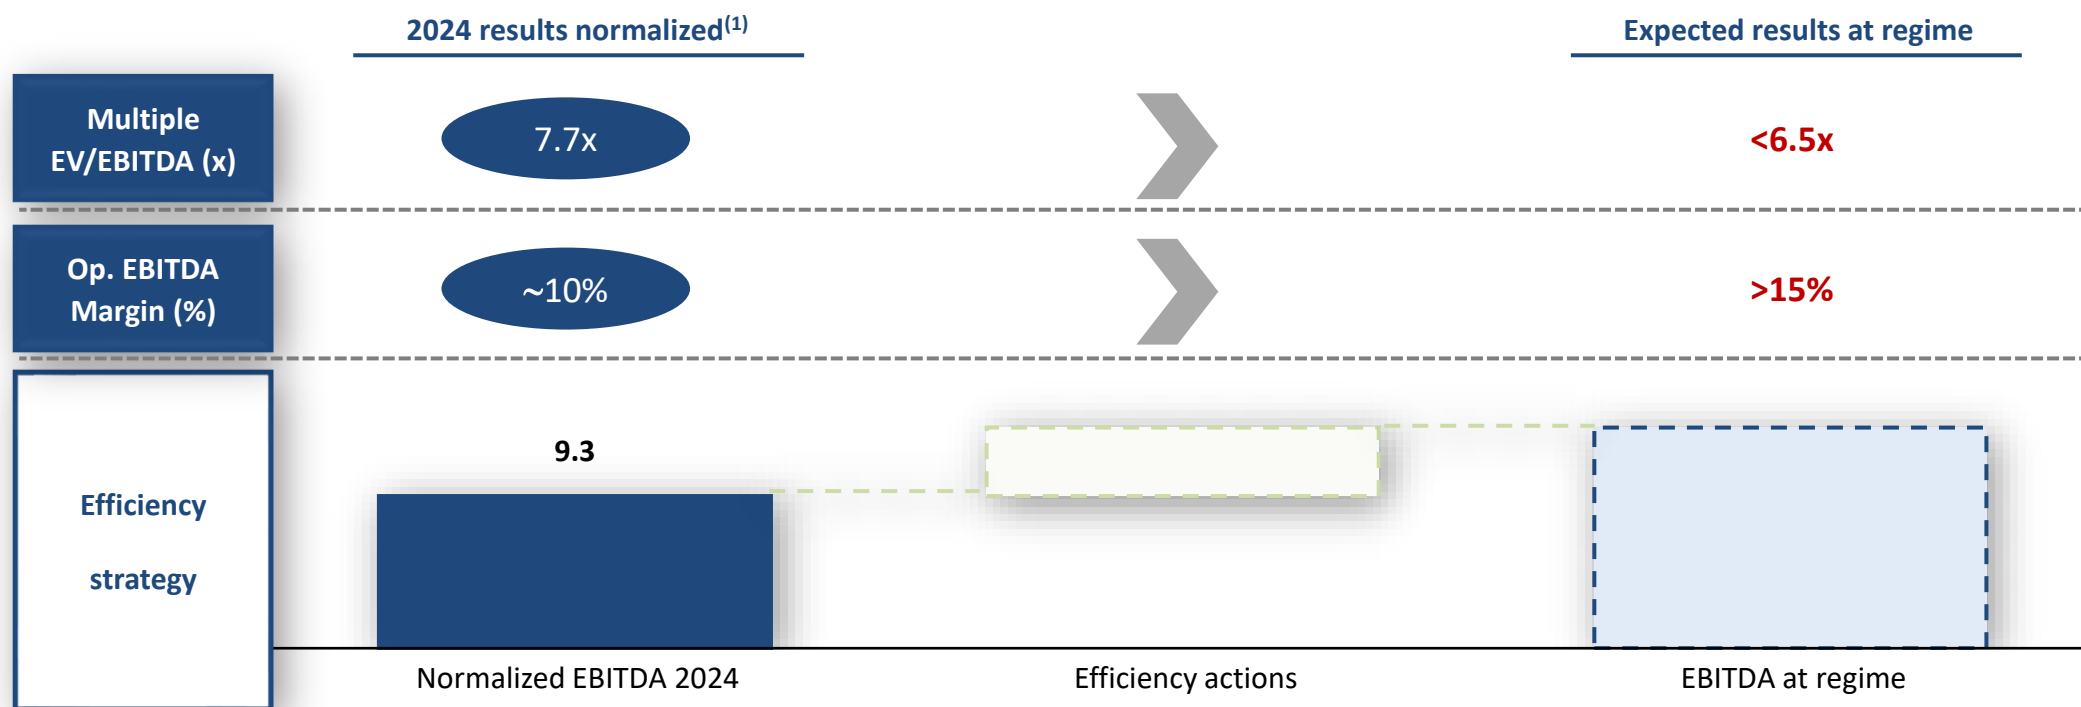 2024 results normalized(1)
Expected results at regime
Multiple
EV/EBITDA (x)
7.7x
<6.5x
Op. EBITDA
Margin (%)
~10%
>15%
Efficiency
strategy
9.3
Normalized EBITDA 2024
Efficiency actions
EBITDA at regime